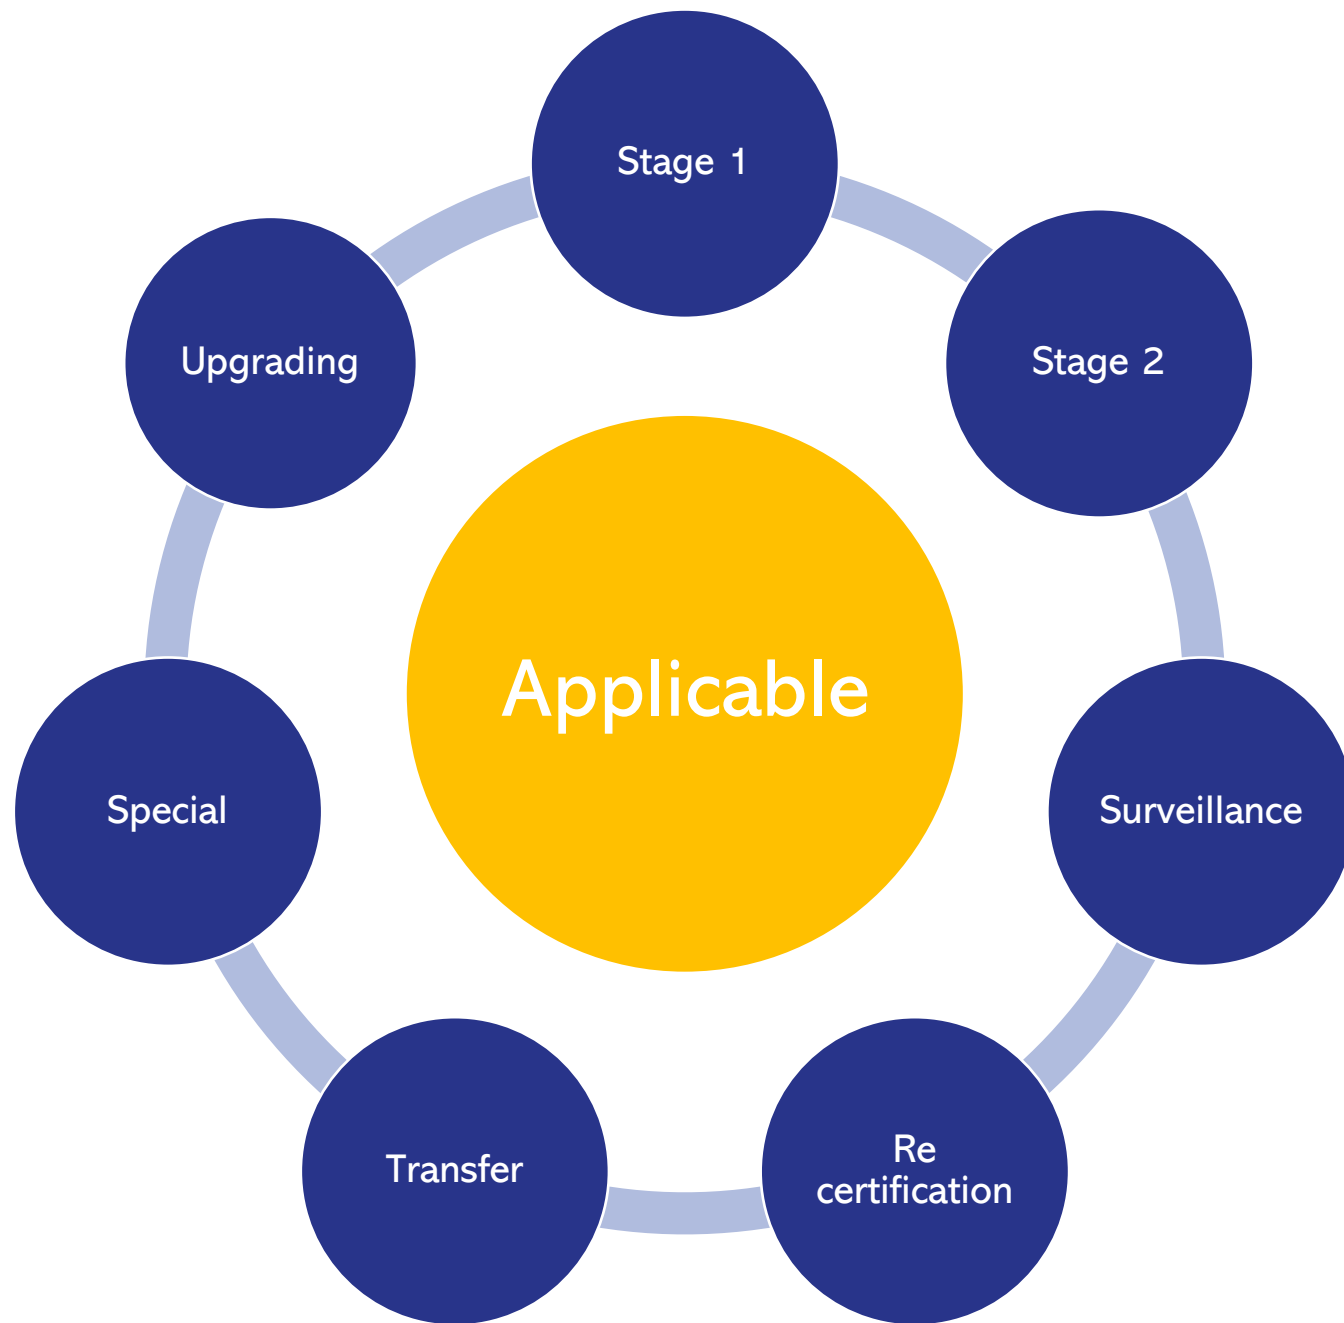 Stage 1
Stage 2
Surveillance
Re
certification
Transfer
Special
Upgrading
Applicable